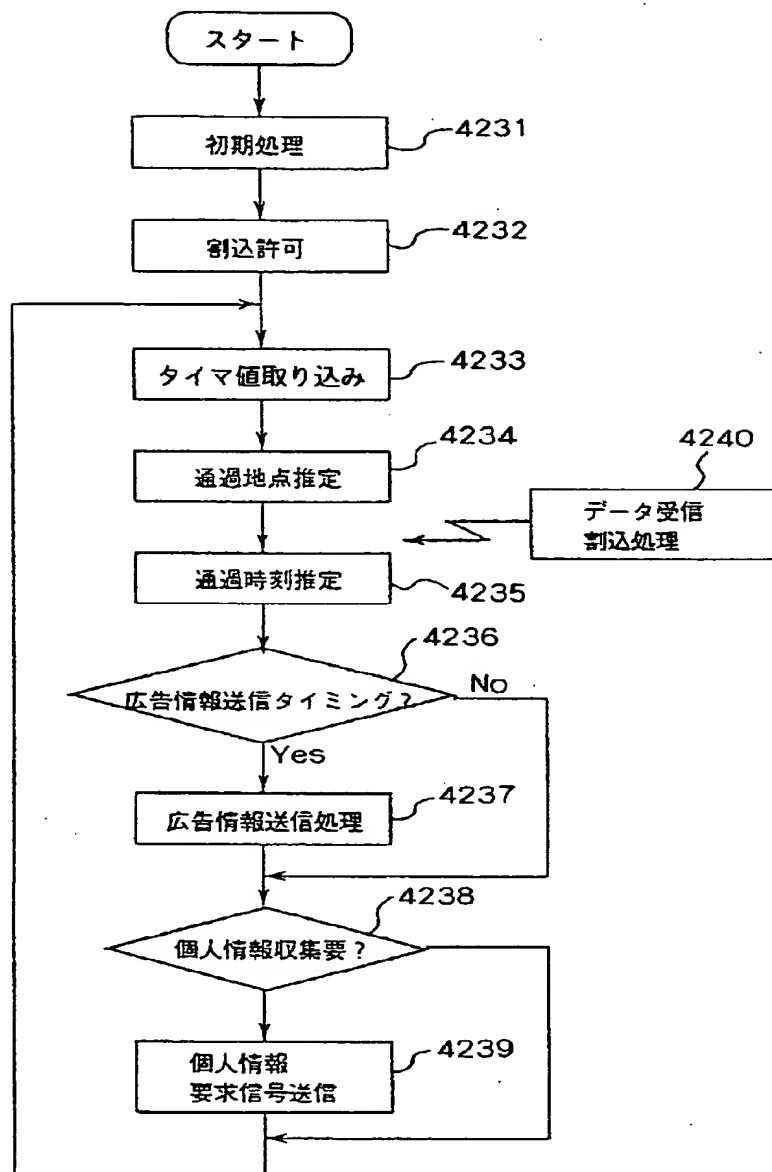 スタート
4231
初期処理
4232
割込許可
4233
タイマ値取り込み
4234
通過地点推定
4240
データ受信
割込処理
通過時刻推定
4235
4236
広告情報送信タイミング?
No
Yes
4237
広告情報送信処理
4238
個人情報収集要?
4239
個人情報
要求信号送信